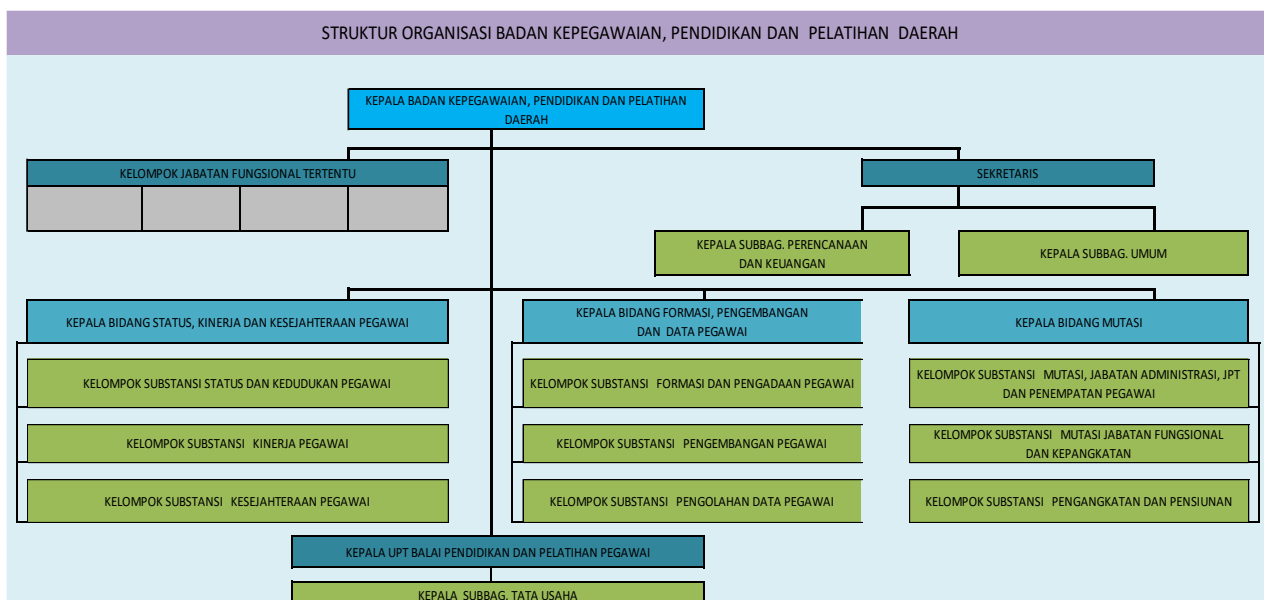 STRUKTUR ORGANISASI BADAN KEPEGAWAIAN, PENDIDIKAN DAN PELATIHAN DAERAH
KEPALA BADAN KEPEGAWAIAN, PENDIDIKAN DAN PELATIHAN
DAERAH
KELOMPOK JABATAN FUNGSIONAL TERTENTU
SEKRETARIS
KEPALA SUBBAG. PERENCANAAN
DAN KEUANGAN
KEPALA SUBBAG. UMUM
KEPALA BIDANG STATUS, KINERJA DAN KESEJAHTERAAN PEGAWAI
KEPALA BIDANG FORMASI, PENGEMBANGAN
DAN DATA PEGAWAI
KEPALA BIDANG MUTASI
KELOMPOK SUBSTANSI STATUS DAN KEDUDUKAN PEGAWAI
KELOMPOK SUBSTANSI FORMASI DAN PENGADAAN PEGAWAI
KELOMPOK SUBSTANSI MUTASI, JABATAN ADMINISTRASI, JPT
DAN PENEMPATAN PEGAWAI
KELOMPOK SUBSTANSI KINERJA PEGAWAI
KELOMPOK SUBSTANSI PENGEMBANGAN PEGAWAI
KELOMPOK SUBSTANSI MUTASI JABATAN FUNGSIONAL
DAN KEPANGKATAN
KELOMPOK SUBSTANSI KESEJAHTERAAN PEGAWAI
KELOMPOK SUBSTANSI PENGOLAHAN DATA PEGAWAI
KELOMPOK SUBSTANSI PENGANGKATAN DAN PENSIUNAN
KEPALA UPT BALAI PENDIDIKAN DAN PELATIHAN PEGAWAI
KEPALA SUBBAG. TATA USAHA